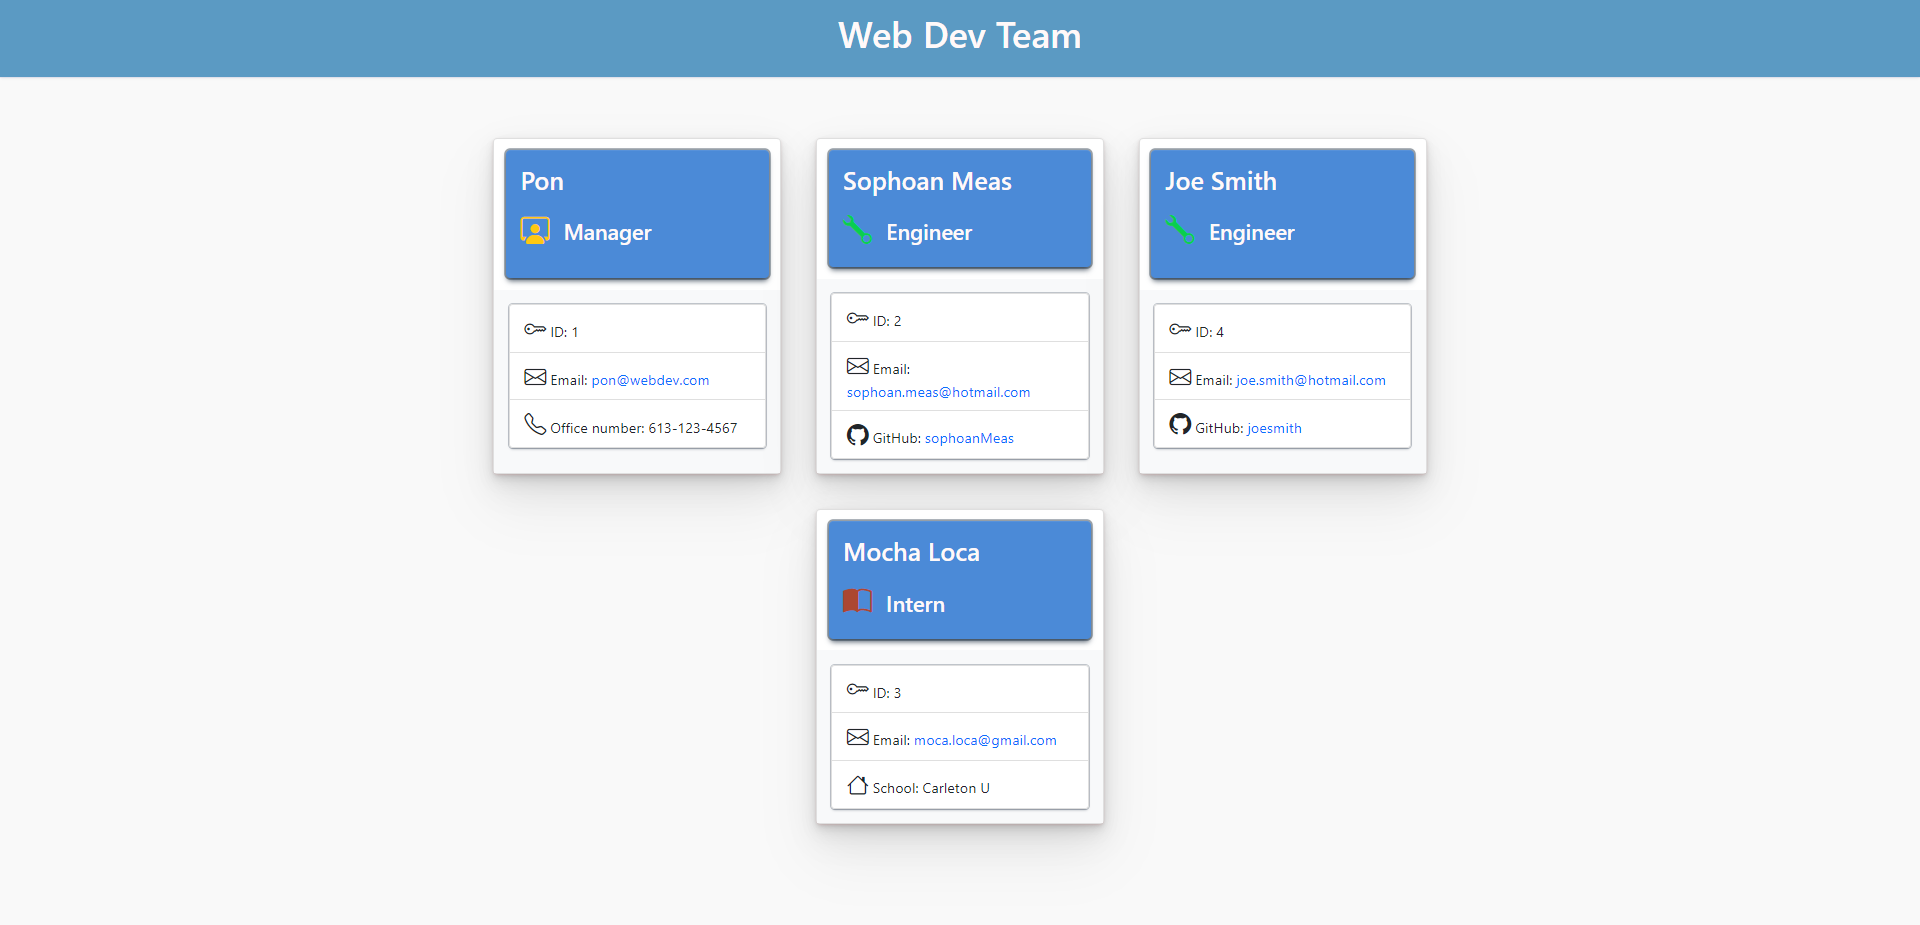 Web Dev Team
Pon
Manager
ID: 1
Email: pon@webdev.com
Office number: 613-123-4567
Sophoan Meas
Engineer
ID: 2
Email:
sophoan.meas@hotmail.com
GitHub: sophoanMeas
Joe Smith
Engineer
ID: 4
Email: joe.smith@hotmail.com
GitHub: joesmith
Mocha Loca
Intern
ID: 3
Email: moca.loca@gmail.com
School: Carleton U